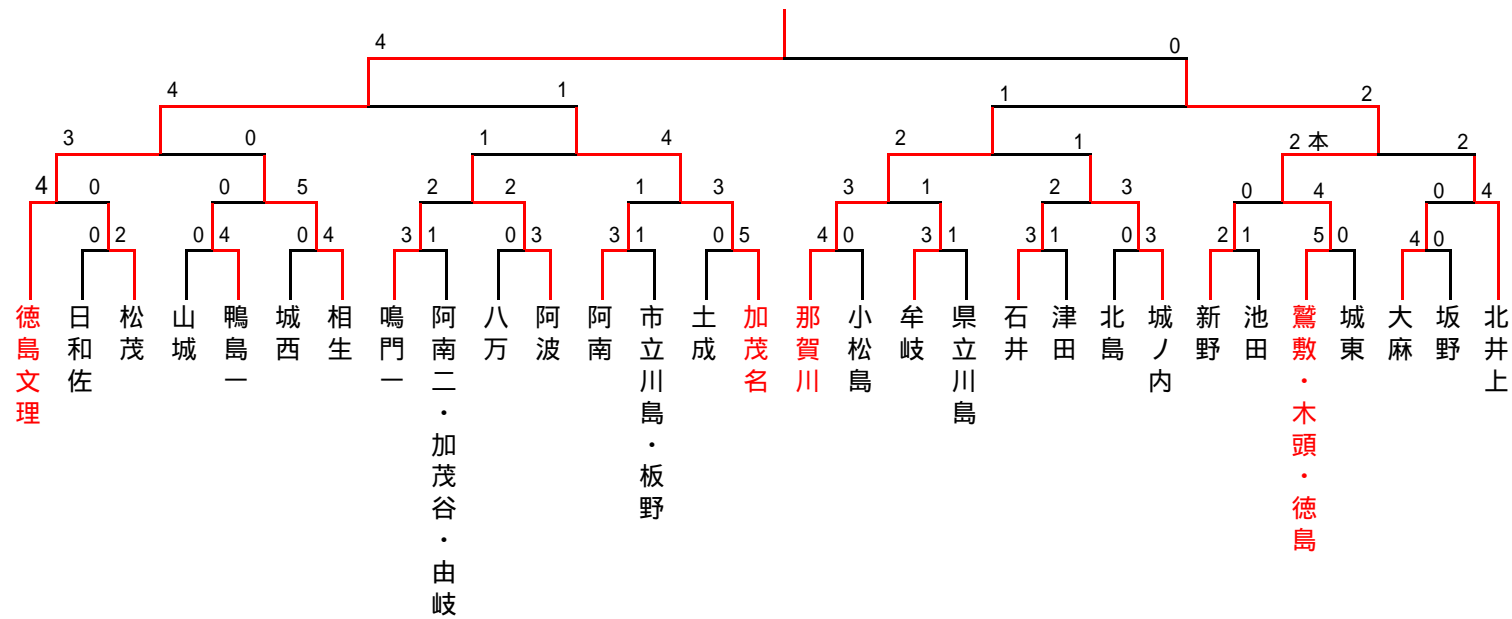 4 0
4 1 1 2
3 0 1 4 2 1 2本 2
4 0 0 5 2 2 1 3 3 1 2 3 0 4 0 4
0 2 0 4 0 4 3 1 0 3 3 1 0 5 4 0 3 1 3 1 0 3 2 1 5 0 4 0
徳島文理
日和佐
松茂
山城
鴨島一
城西
相生
鳴門一
阿南二・加茂谷・由岐
八万
阿波
阿南
市立川島・板野
土成
加茂名
那賀川
小松島
牟岐
県立川島
石井
津田
北島
城ノ内
新野
池田
鷲敷・木頭・徳島
城東
大麻
坂野
北井上